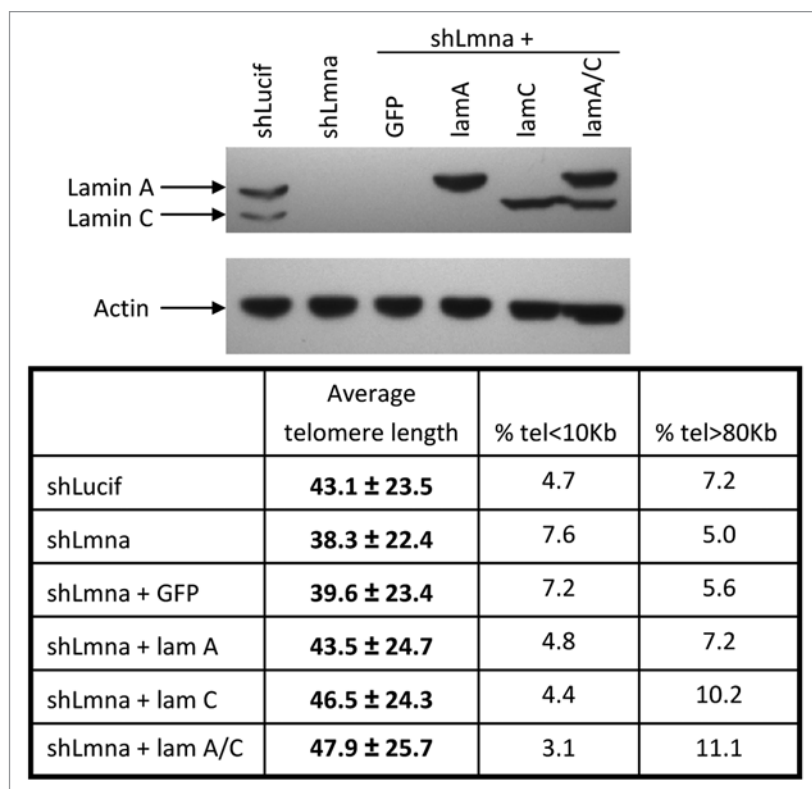 shLmna +
shLucif
shLmna
GFP
lamA
lamC
lamA/C
Lamin A
Lamin C
Actin
Average
telomere length % tel<10Kb % tel>80Kb
shLucif 43.1 ± 23.5 4.7 7.2
shLmna 38.3 ± 22.4 7.6 5.0
shLmna + GFP 39.6 ± 23.4 7.2 5.6
shLmna + lam A 43.5 ± 24.7 4.8 7.2
shLmna + lam C 46.5 ± 24.3 4.4 10.2
shLmna + lam A/C 47.9 ± 25.7 3.1 11.1